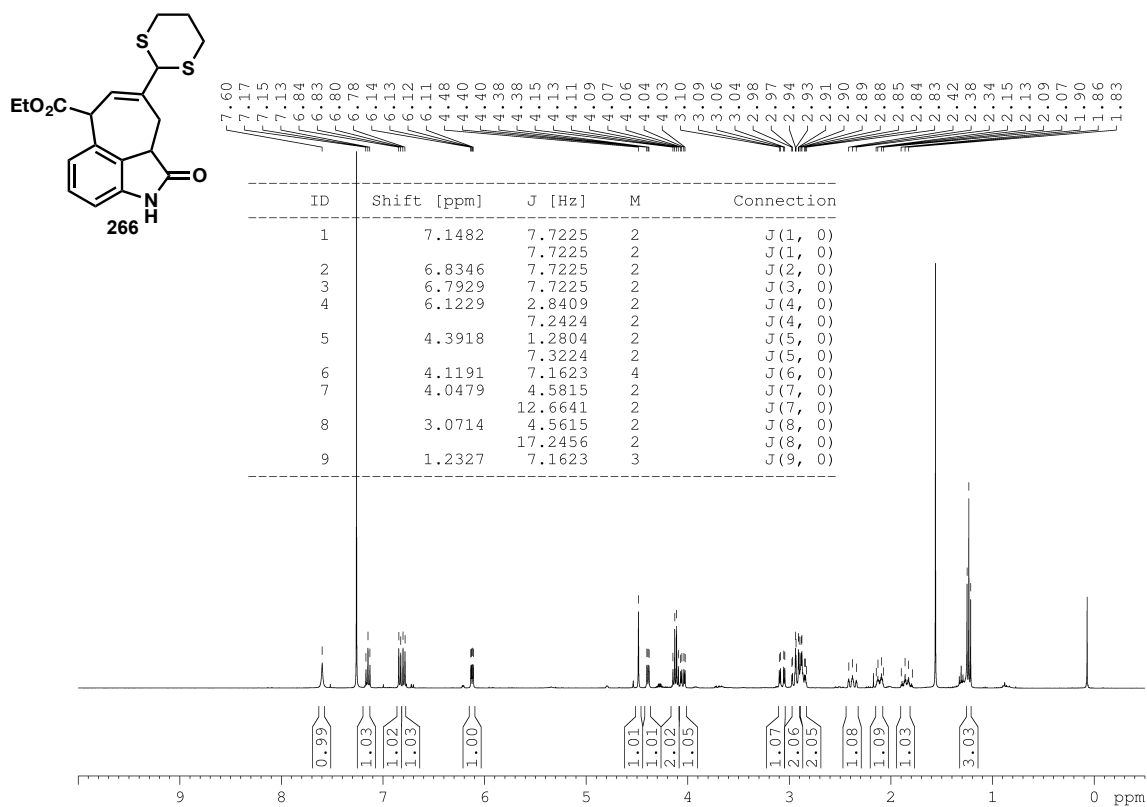 S
S
EtO2C
O
N
H
266
7.60 7.17 7.15 7.13 6.84 6.83 6.80 6.78 6.14 6.13 6.12 6.11 4.48 4.40 4.40 4.38 4.38 4.15 4.13 4.11 4.09 4.07 4.06 4.04 4.03 3.10 3.09 3.06 3.04 2.98 2.97 2.94 2.93 2.91 2.90 2.89 2.88 2.85 2.84 2.83 2.42 2.38 2.34 2.15 2.13 2.09 2.07 1.90 1.86 1.83
ID Shift [ppm] J [Hz] M Connection
1 7.1482 7.7225 2 J(1, 0)
7.7225 2 J(1, 0)
2 6.8346 7.7225 2 J(2, 0)
3 6.7929 7.7225 2 J(3, 0)
4 6.1229 2.8409 2 J(4, 0)
7.2424 2 J(4, 0)
5 4.3918 1.2804 2 J(5, 0)
7.3224 2 J(5, 0)
6 4.1191 7.1623 4 J(6, 0)
7 4.0479 4.5815 2 J(7, 0)
12.6641 2 J(7, 0)
8 3.0714 4.5615 2 J(8, 0)
17.2456 2 J(8, 0)
9 1.2327 7.1623 3 J(9, 0)
0.99 1.03 1.02 1.03 1.00 1.01 1.01 2.02 1.05 1.07 2.06 2.05 1.08 1.09 1.03 3.03
9 8 7 6 5 4 3 2 1 0 ppm